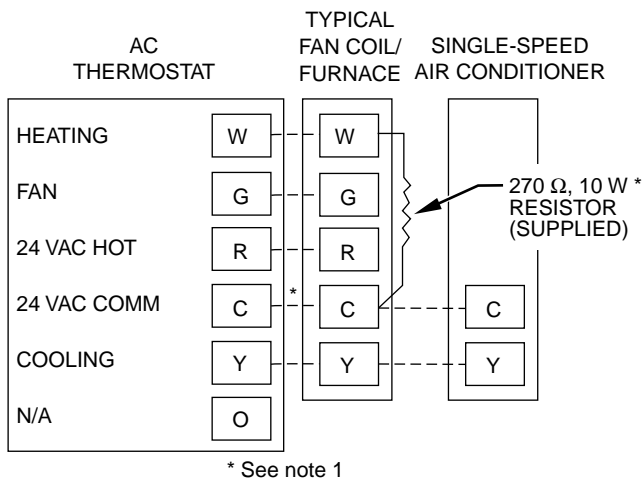 AC
THERMOSTAT
TYPICAL
FAN COIL/
FURNACE
SINGLE-SPEED
AIR CONDITIONER
HEATING W W
FAN G G
24 VAC HOT R R
24 VAC COMM C * C C
COOLING Y Y Y
N/A O
270 Ω, 10 W *
RESISTOR
(SUPPLIED)
* See note 1